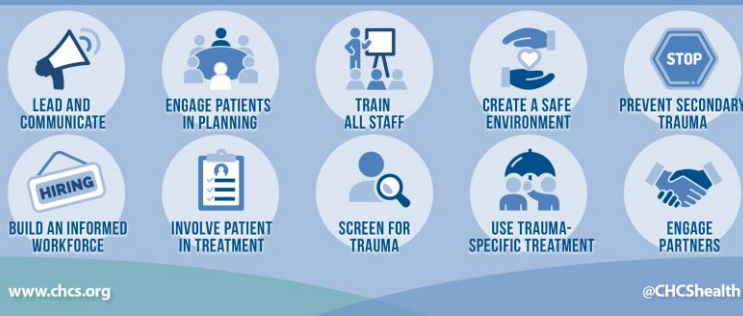 LEAD AND
COMMUNICATE
ENGAGE PATIENTS
IN PLANNING
TRAIN
ALL STAFF
CREATE A SAFE
ENVIRONMENT
STOP
PREVENT SECONDARY
TRAUMA
HIRING
BUILD AN INFORMED
WORKFORCE
INVOLVE PATIENT
IN TREATMENT
SCREEN FOR
TRAUMA
USE TRAUMA-
SPECIFIC TREATMENT
ENGAGE
PARTNERS
www.chcs.org
@CHCShealth